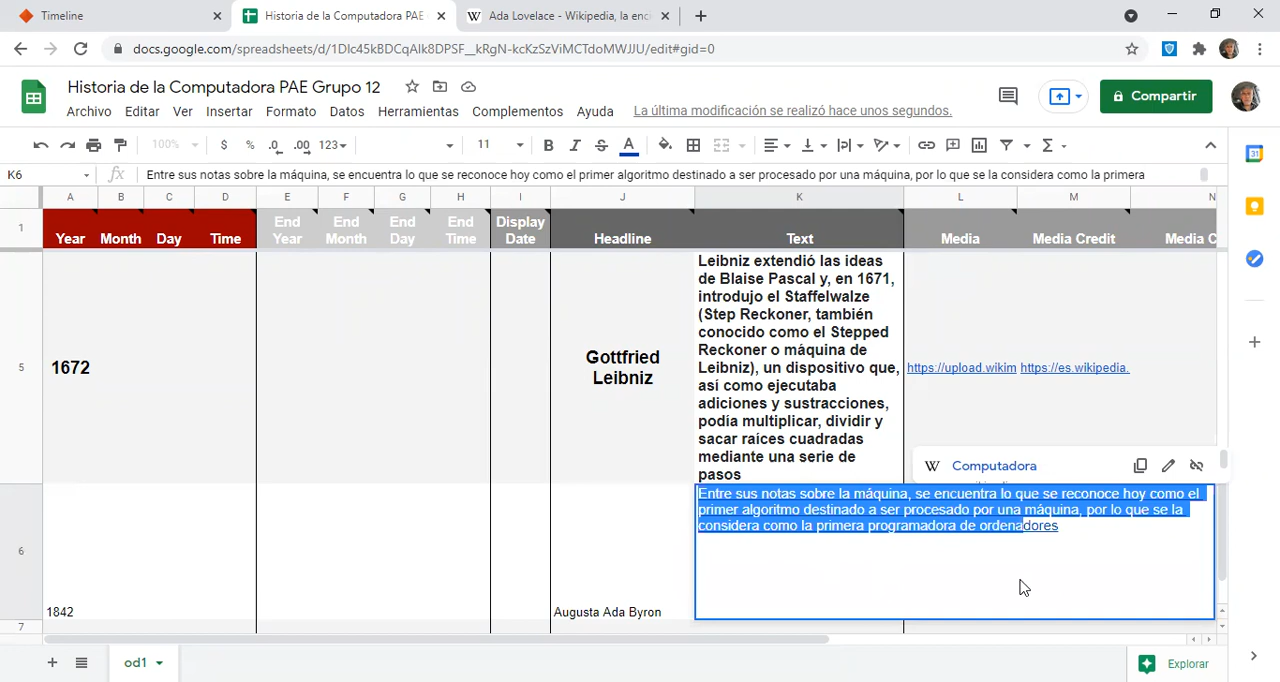 Timeline
Historia de la Computadora PAE
Ada Lovelace - Wikipedia, la enc
docs.google.com/spreadsheets/d/1Dlc45kBDCqAlk8DPSF__kRgN-kcKzSzViMCTdoMWJJU/edit#gid=0
Historia de la Computadora PAE Grupo 12
Archivo Editar Ver Insertar Formato Datos Herramientas Complementos Ayuda La última modificación se realizó hace unos segundos.
Compartir
100% $ % .0 .00 123 11 B I S A
K6 fx Entre sus notas sobre la máquina, se encuentra lo que se reconoce hoy como el primer algoritmo destinado a ser procesado por una máquina, por lo que se la considera como la primera
A B C D E F G H I J K L M N
1 Year Month Day Time End Year End Month End Day End Time Display Date Headline Text Media Media Credit Media C
5 1672 Gottfried Leibniz
Leibniz extendió las ideas
de Blaise Pascal y, en 1671,
introdujo el Staffelwalze
(Step Reckoner, también
conocido como el Stepped
Reckoner o máquina de
Leibniz), un dispositivo que,
así como ejecutaba
adiciones y sustracciones,
podía multiplicar, dividir y
sacar raíces cuadradas
mediante una serie de
pasos
https://upload.wikim https://es.wikipedia.
W Computadora
Entre sus notas sobre la máquina, se encuentra lo que se reconoce hoy como el
primer algoritmo destinado a ser procesado por una máquina, por lo que se la
considera como la primera programadora de ordenadores
6 1842 Augusta Ada Byron
7
od1
Explorar